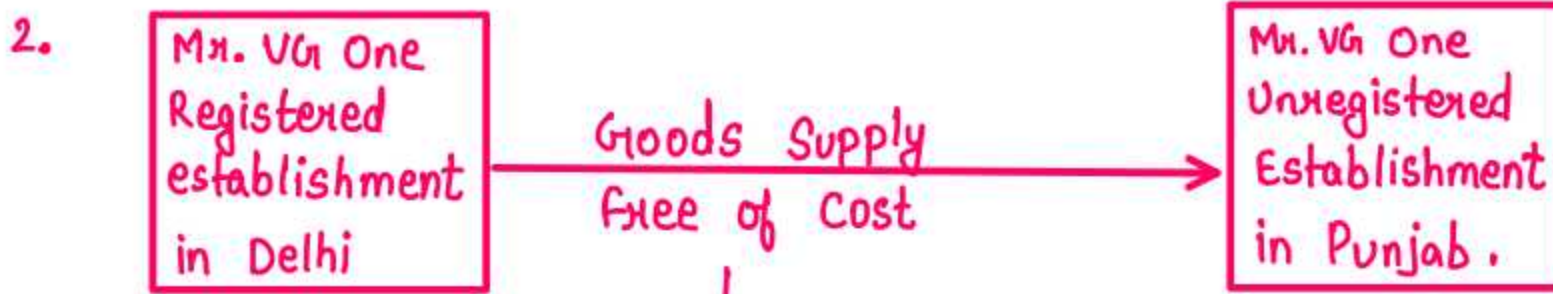 2.
Mr. VG One
Registered
establishment
in Delhi
Goods Supply
Free of Cost
Mr. VG One
Unregistered
Establishment
in Punjab.